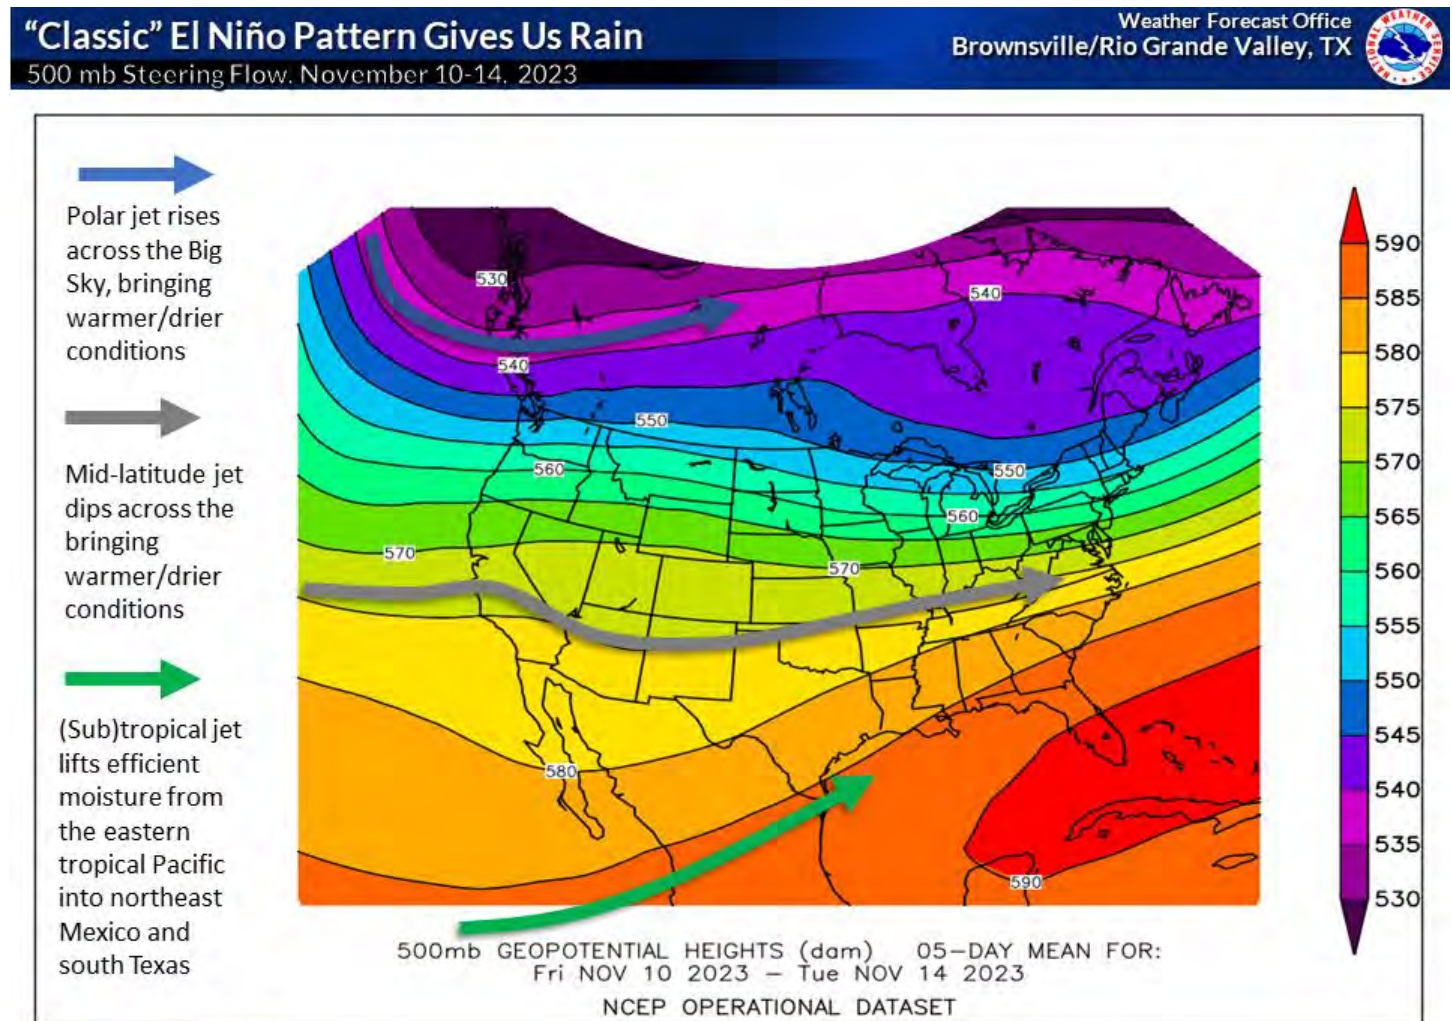 “Classic” El Niño Pattern Gives Us Rain
500 mb Steering Flow. November 10-14. 2023
Weather Forecast Office
Brownsville/Rio Grande Valley, TX
NATIONAL WEATHER SERVICE
Polar jet rises
across the Big
Sky, bringing
warmer/drier
conditions
Mid-latitude jet
dips across the
bringing
warmer/drier
conditions
(Sub)tropical jet
lifts efficient
moisture from
the eastern
tropical Pacific
into northeast
Mexico and
south Texas
530
540
540
550
550
560
560
570
570
580
590
590
585
580
575
570
565
560
555
550
545
540
535
530
500mb GEOPOTENTIAL HEIGHTS (dam) 05-DAY MEAN FOR:
Fri NOV 10 2023 - Tue NOV 14 2023
NCEP OPERATIONAL DATASET